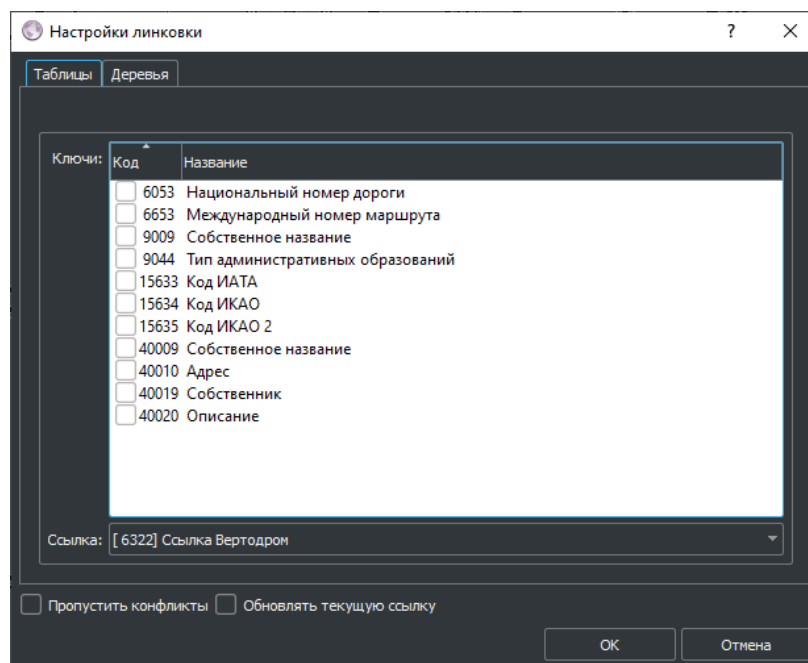 Настройки линковки ?
Таблицы Деревья
Ключи: Код Название
6053 Национальный номер дороги
6653 Международный номер маршрута
9009 Собственное название
9044 Тип административных образований
15633 Код ИАТА
15634 Код ИКАО
15635 Код ИКАО 2
40009 Собственное название
40010 Адрес
40019 Собственник
40020 Описание
Ссылка: [ 6322] Ссылка Вертодром
Пропустить конфликты Обновлять текущую ссылку
OK Отмена